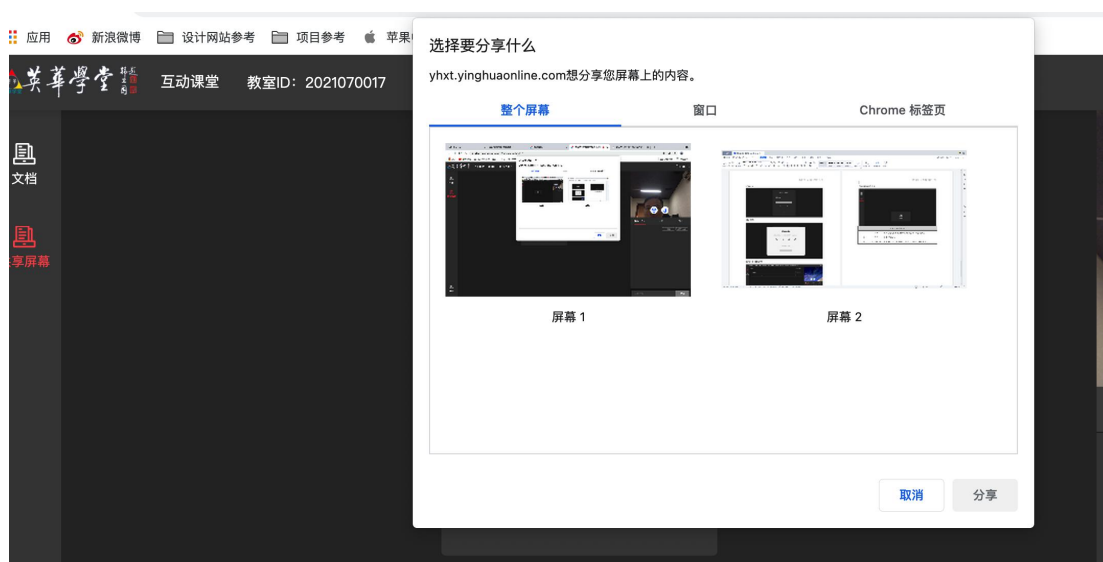 应用 新浪微博 设计网站参考 项目参考 苹果
英華學堂 互动课堂 教室ID：2021070017
文档
享屏幕
选择要分享什么
yhxt.yinghuaonline.com想分享您屏幕上的内容。
整个屏幕 窗口 Chrome 标签页
屏幕 1 屏幕 2
取消 分享